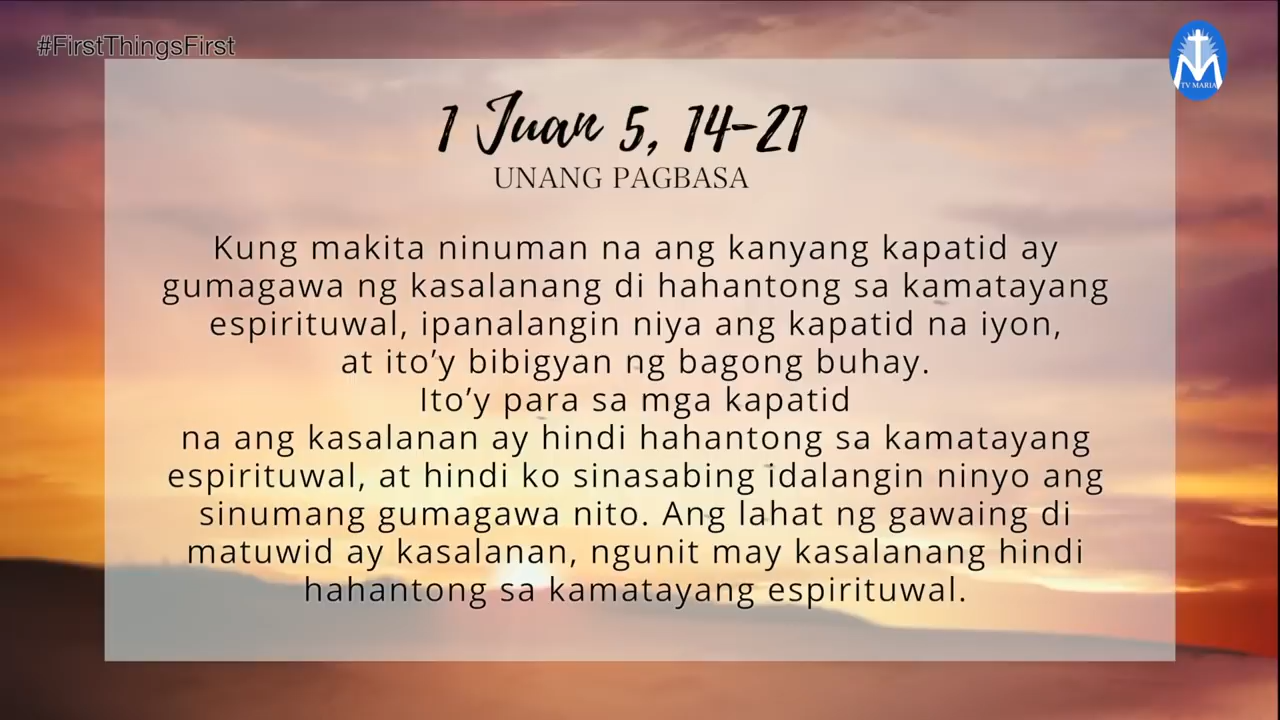 #FirstThingsFirst
TV MARIA
1 Juan 5, 14-21
UNANG PAGBASA
Kung makita ninuman na ang kanyang kapatid ay
gumagawa ng kasalanang di hahantong sa kamatayang
espirituwal, ipanalangin niya ang kapatid na iyon,
at ito’y bibigyan ng bagong buhay.
Ito’y para sa mga kapatid
na ang kasalanan ay hindi hahantong sa kamatayang
espirituwal, at hindi ko sinasabing idalangin ninyo ang
sinumang gumagawa nito. Ang lahat ng gawaing di
matuwid ay kasalanan, ngunit may kasalanang hindi
hahantong sa kamatayang espirituwal.